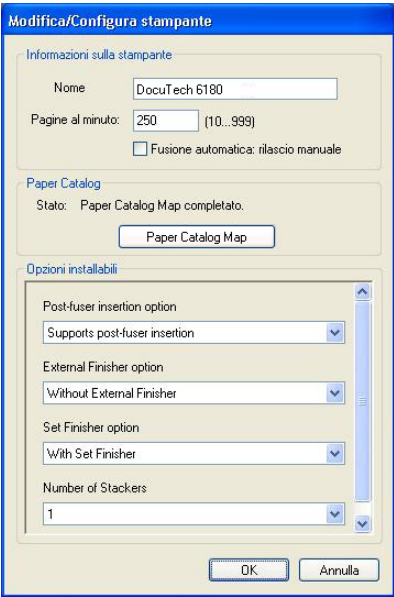 Modifica/Configura stampante
Informazioni sulla stampante
Nome DocuTech 6180
Pagine al minuto: 250 (10...999)
Fusione automatica: rilascio manuale
Paper Catalog
Stato: Paper Catalog Map completato.
Paper Catalog Map
Opzioni installabili
Post-fuser insertion option
Supports post-fuser insertion
External Finisher option
Without External Finisher
Set Finisher option
With Set Finisher
Number of Stackers
1
OK Annulla